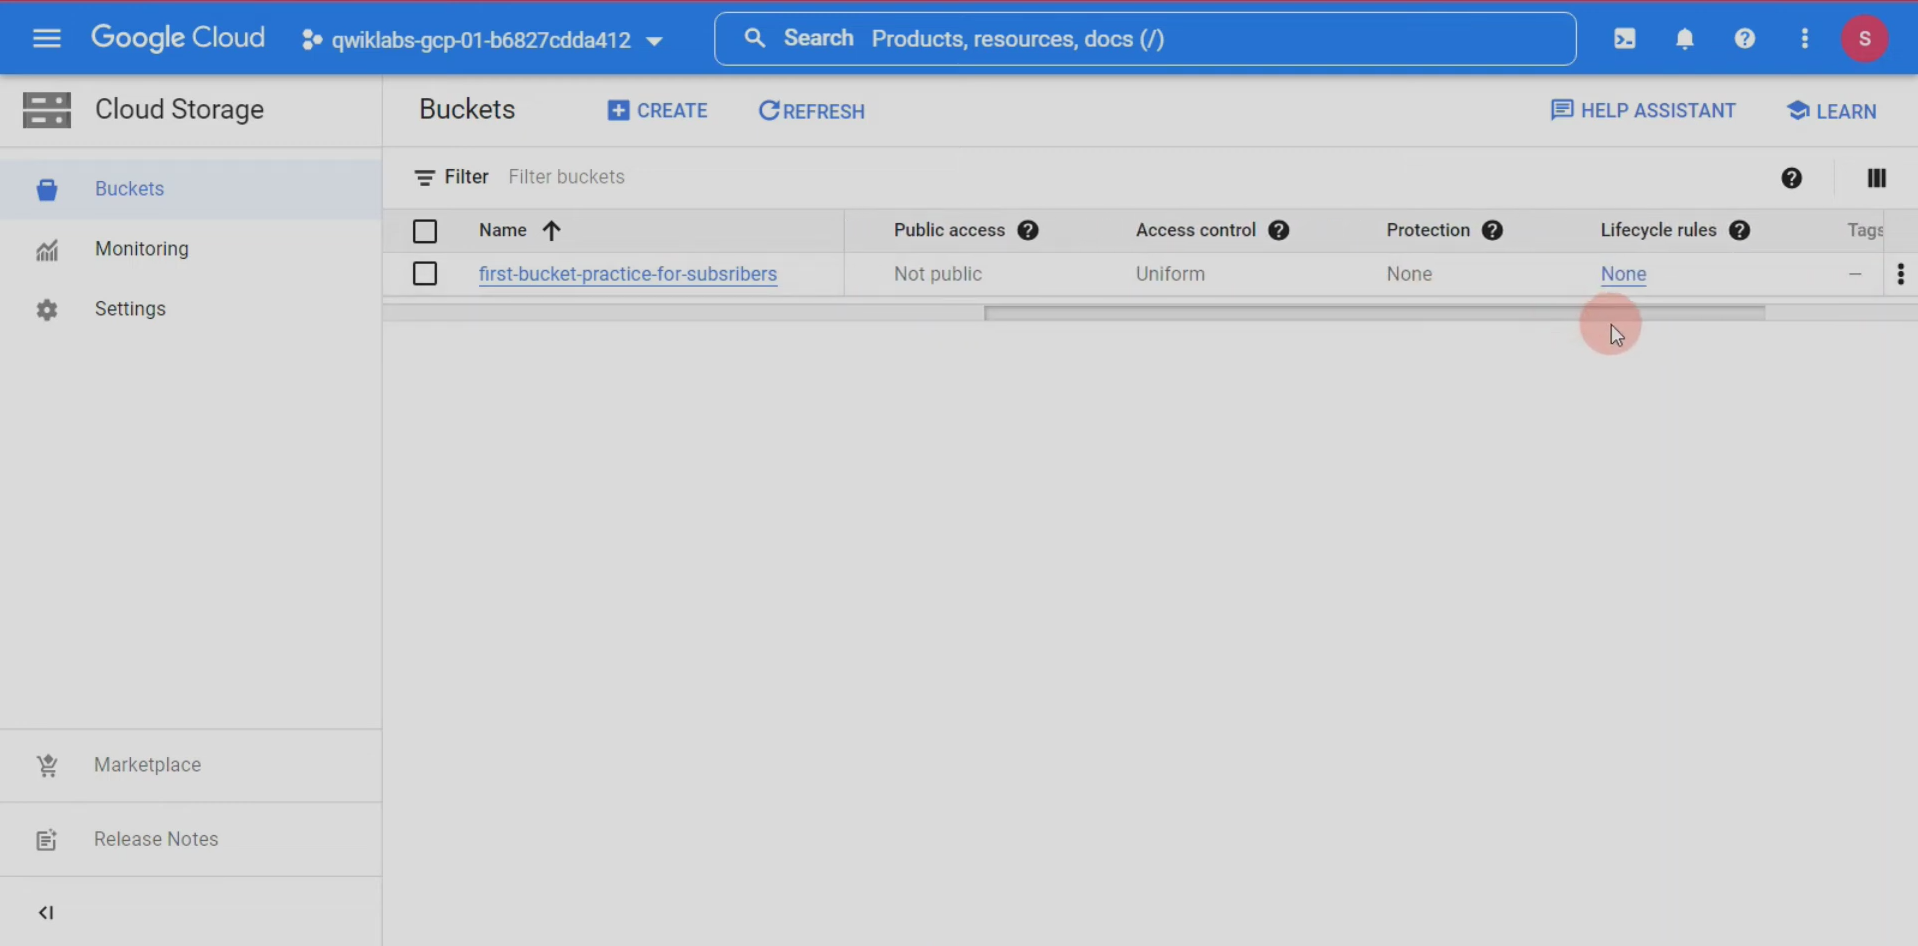 Google Cloud qwiklabs-gcp-01-b6827cdda412 Search Products, resources, docs (/) S
Cloud Storage
Buckets
Monitoring
Settings
Marketplace
Release Notes
Buckets CREATE REFRESH HELP ASSISTANT LEARN
Filter Filter buckets
Name Public access Access control Protection Lifecycle rules Tags
first-bucket-practice-for-subsribers Not public Uniform None None –